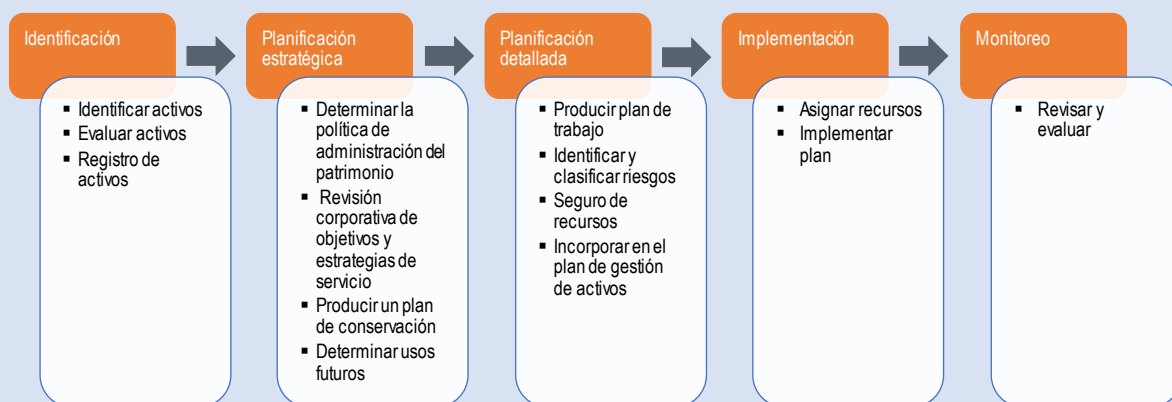 Identificación
▪ Identificar activos
▪ Evaluar activos
▪ Registro de
activos
Planificación
estratégica
▪ Determinar la
política de
administración del
patrimonio
▪ Revisión
corporativa de
objetivos y
estrategias de
servicio
▪ Producir un plan
de conservación
▪ Determinar usos
futuros
Planificación
detallada
▪ Producir plan de
trabajo
▪ Identificar y
clasificar riesgos
▪ Seguro de
recursos
▪ Incorporar en el
plan de gestión
de activos
Implementación
▪ Asignar recursos
▪ Implementar
plan
Monitoreo
▪ Revisar y
evaluar